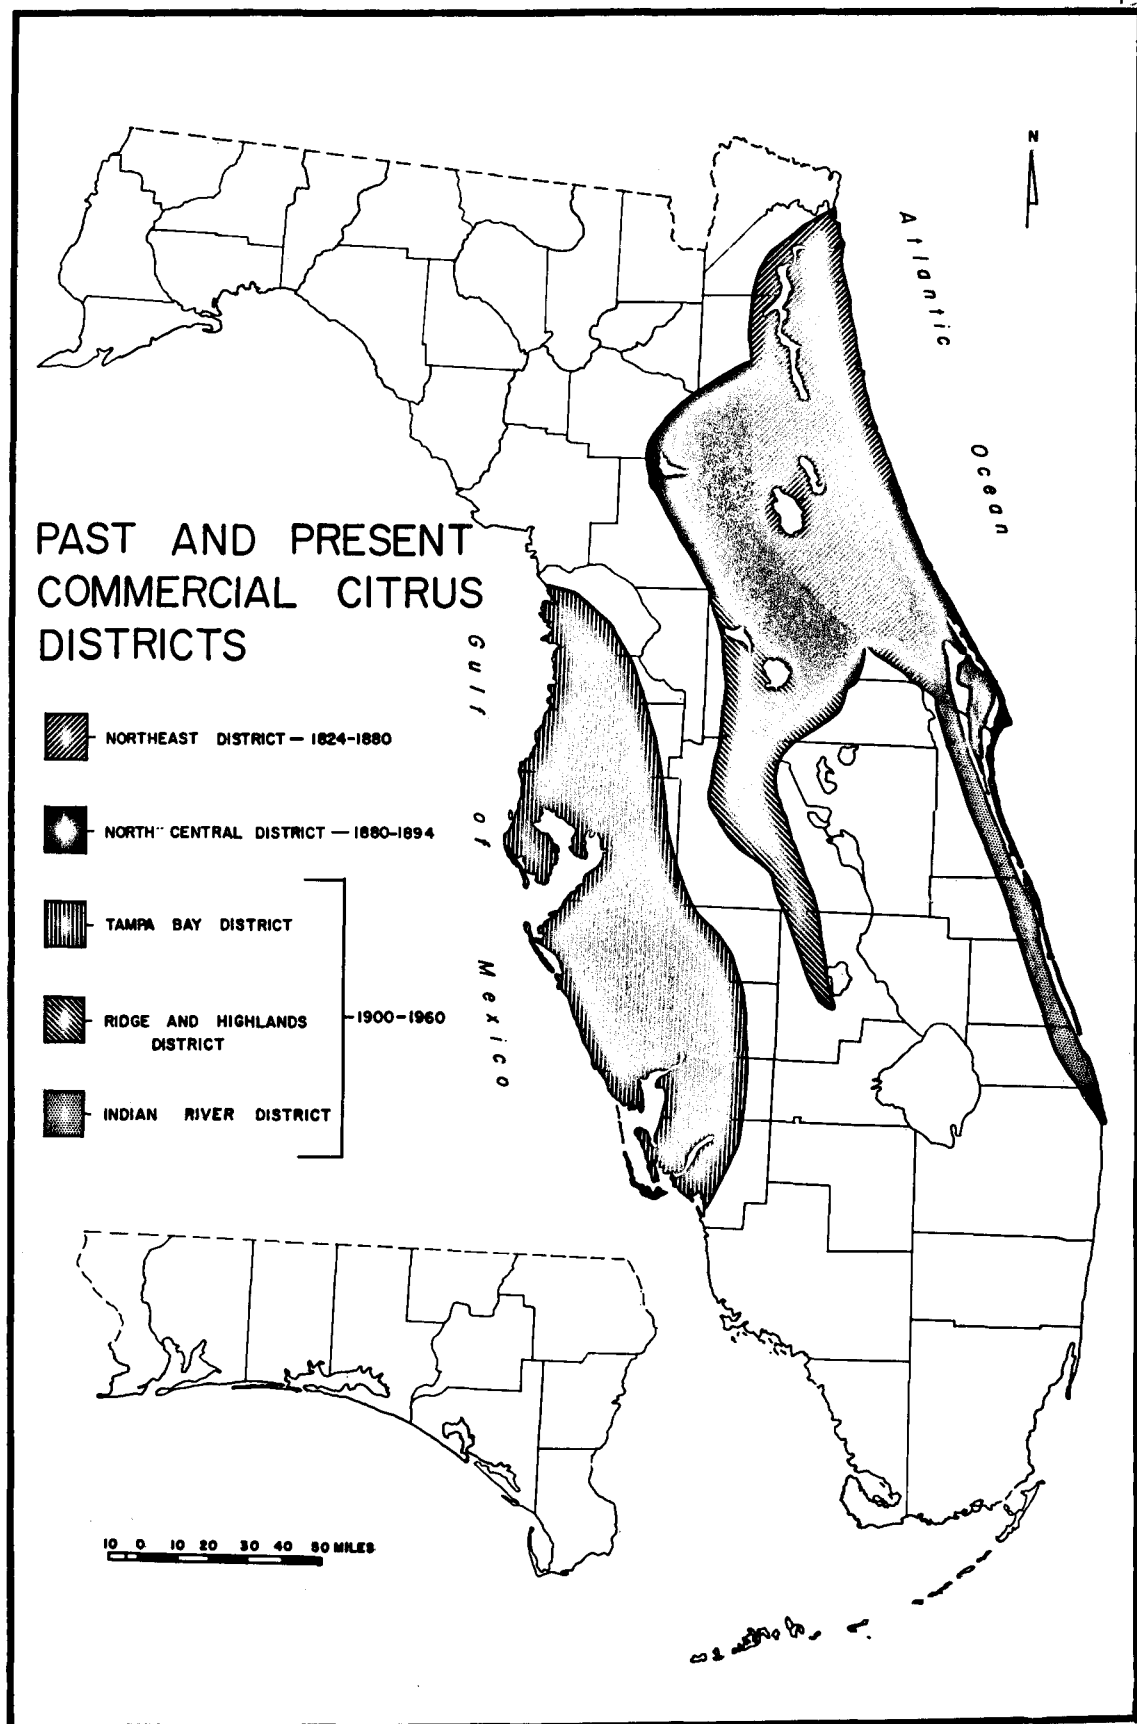 N
Atlantic
Ocean
PAST AND PRESENT
COMMERCIAL CITRUS
DISTRICTS
Gulf
of
Mexico
NORTHEAST DISTRICT — 1824-1880
NORTH CENTRAL DISTRICT — 1880-1894
TAMPA BAY DISTRICT
RIDGE AND HIGHLANDS
DISTRICT
1900-1960
INDIAN RIVER DISTRICT
10 0 10 20 30 40 50 MILES